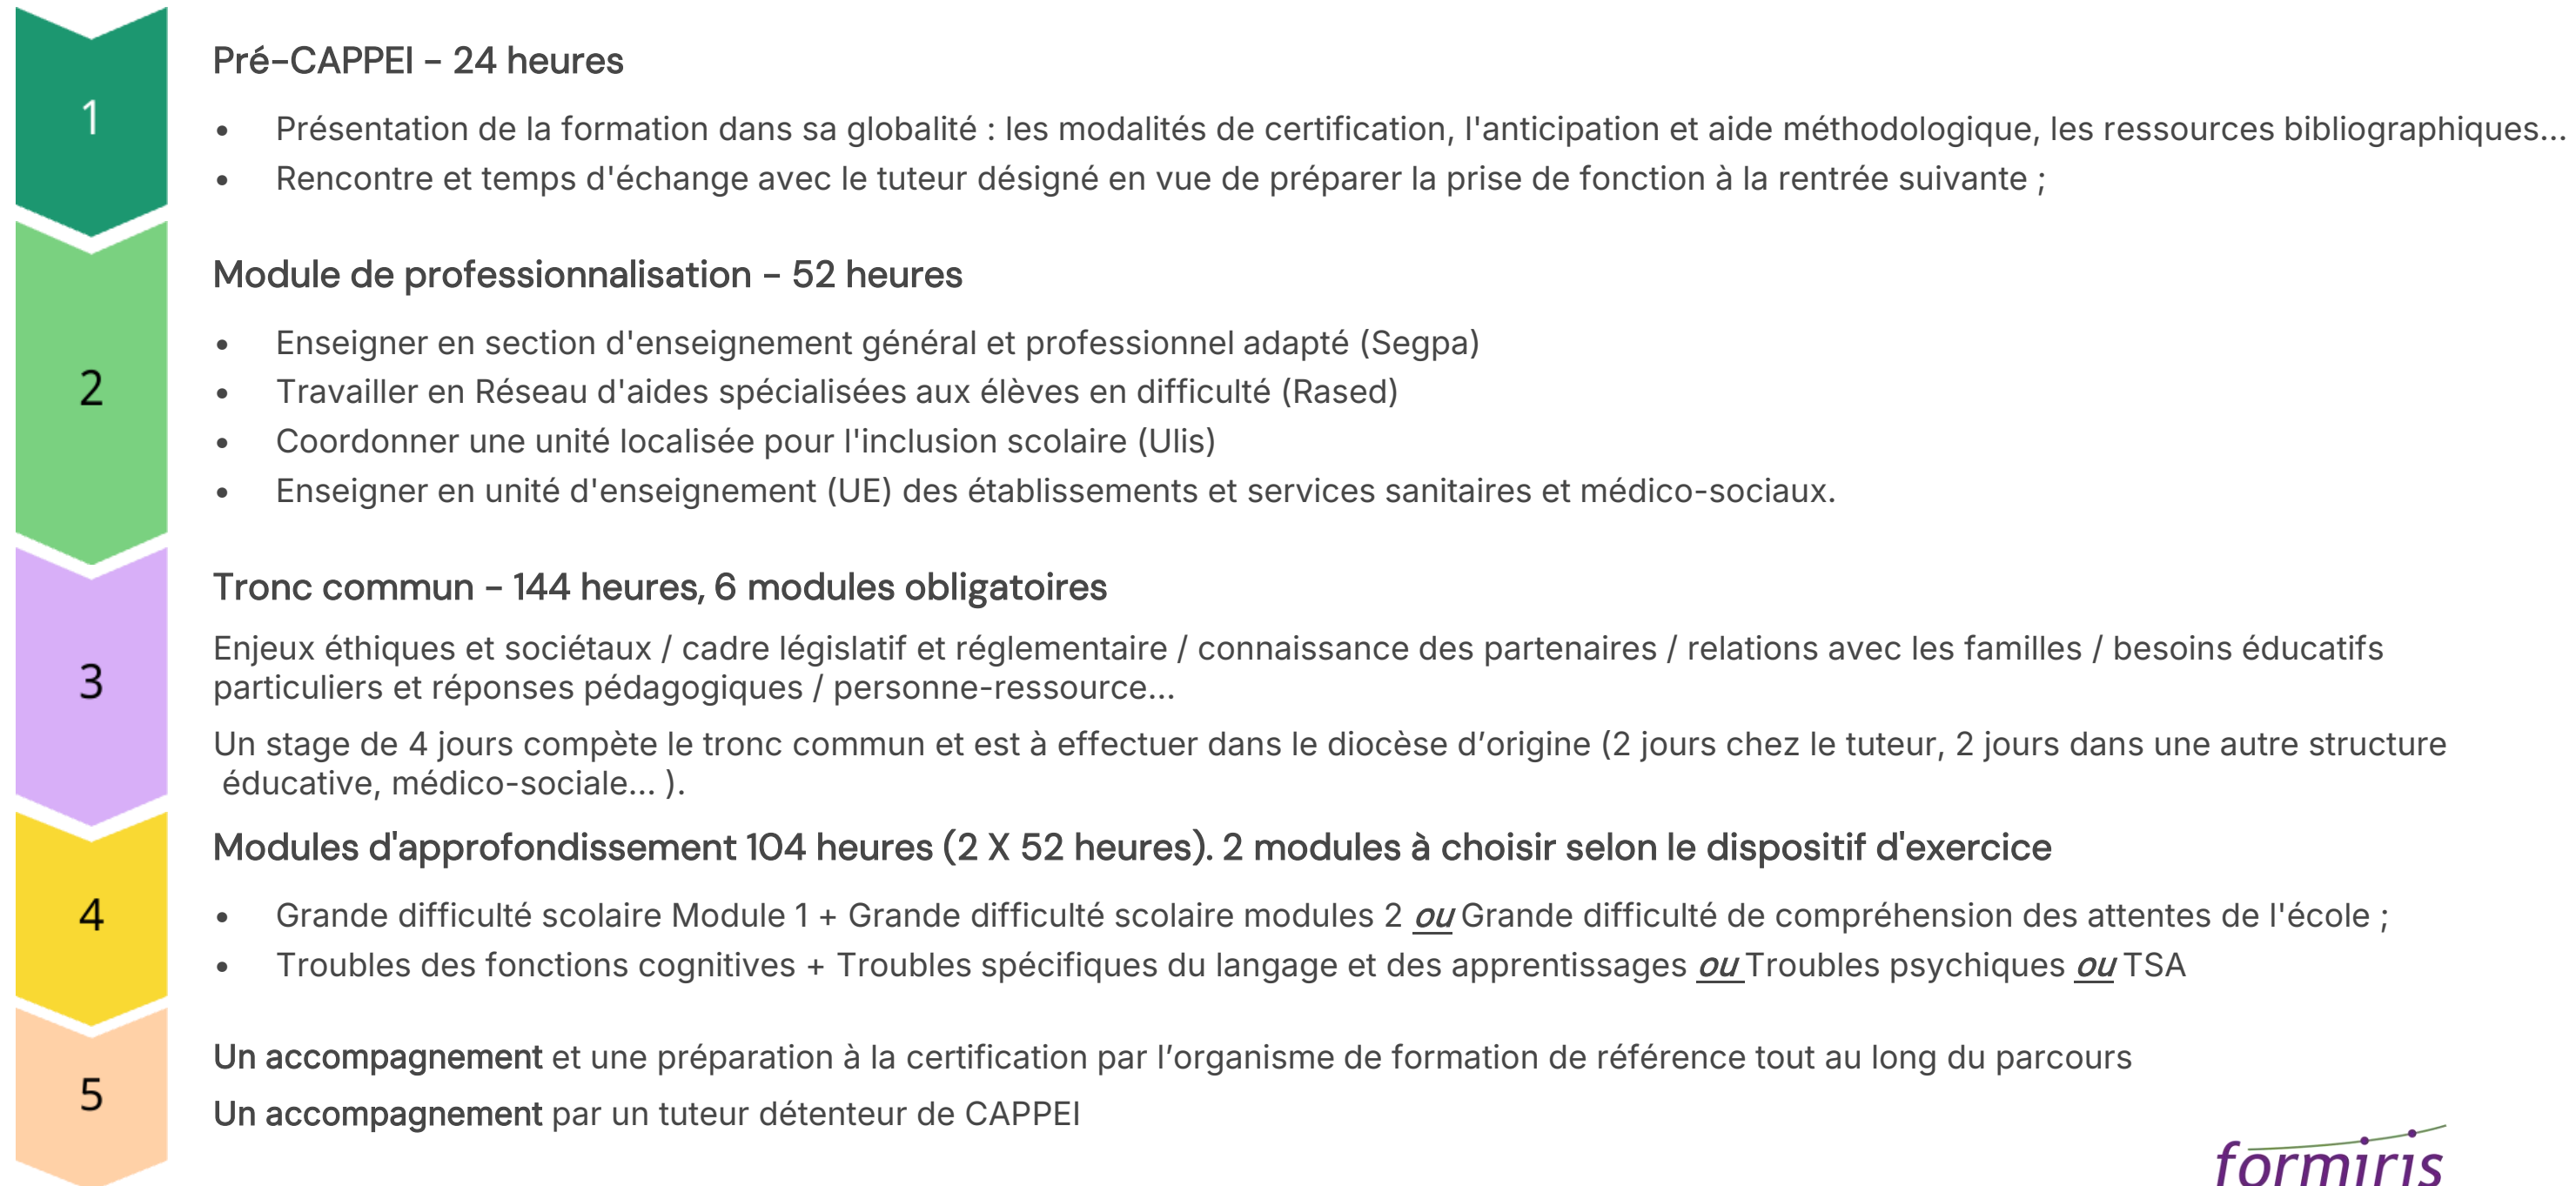 1
Pré-CAPPEI - 24 heures
• Présentation de la formation dans sa globalité : les modalités de certification, l'anticipation et aide méthodologique, les ressources bibliographiques...
• Rencontre et temps d'échange avec le tuteur désigné en vue de préparer la prise de fonction à la rentrée suivante ;
2
Module de professionnalisation - 52 heures
• Enseigner en section d'enseignement général et professionnel adapté (Segpa)
• Travailler en Réseau d'aides spécialisées aux élèves en difficulté (Rased)
• Coordonner une unité localisée pour l'inclusion scolaire (Ulis)
• Enseigner en unité d'enseignement (UE) des établissements et services sanitaires et médico-sociaux.
3
Tronc commun - 144 heures, 6 modules obligatoires
Enjeux éthiques et sociétaux / cadre législatif et réglementaire / connaissance des partenaires / relations avec les familles / besoins éducatifs
particuliers et réponses pédagogiques / personne-ressource...
Un stage de 4 jours compète le tronc commun et est à effectuer dans le diocèse d’origine (2 jours chez le tuteur, 2 jours dans une autre structure
éducative, médico-sociale... ).
4
Modules d'approfondissement 104 heures (2 X 52 heures). 2 modules à choisir selon le dispositif d'exercice
• Grande difficulté scolaire Module 1 + Grande difficulté scolaire modules 2 ou Grande difficulté de compréhension des attentes de l'école ;
• Troubles des fonctions cognitives + Troubles spécifiques du langage et des apprentissages ou Troubles psychiques ou TSA
5
Un accompagnement et une préparation à la certification par l’organisme de formation de référence tout au long du parcours
Un accompagnement par un tuteur détenteur de CAPPEI
formiris